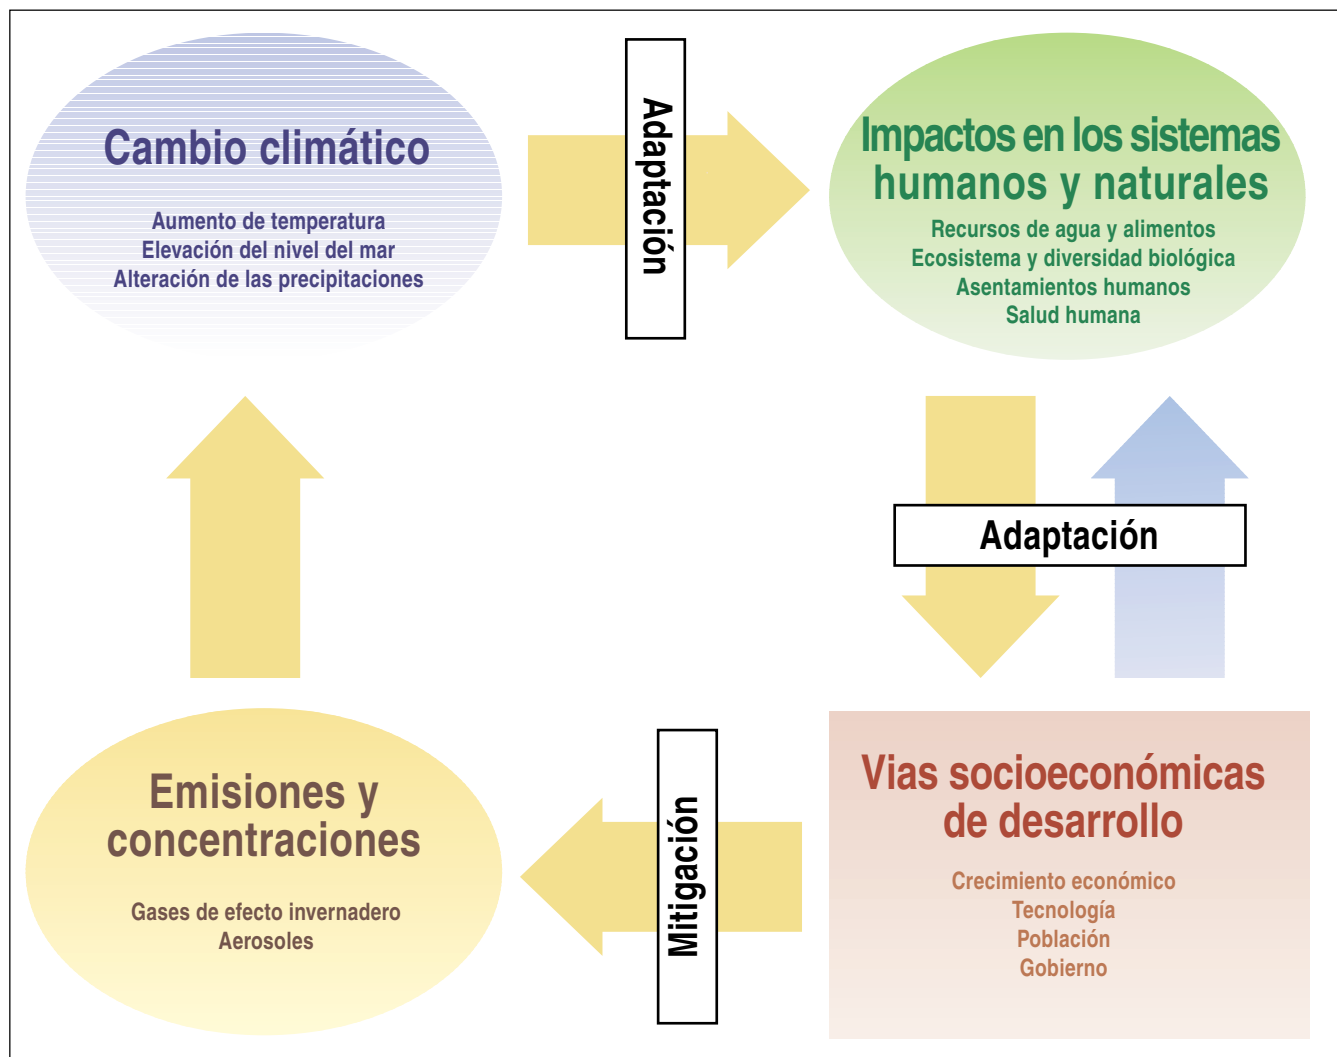 Cambio climático
Aumento de temperatura
Elevación del nivel del mar
Alteración de las precipitaciones
Adaptación
Impactos en los sistemas
humanos y naturales
Recursos de agua y alimentos
Ecosistema y diversidad biológica
Asentamientos humanos
Salud humana
Adaptación
Emisiones y
concentraciones
Gases de efecto invernadero
Aerosoles
Mitigación
Vias socioeconómicas
de desarrollo
Crecimiento económico
Tecnología
Población
Gobierno